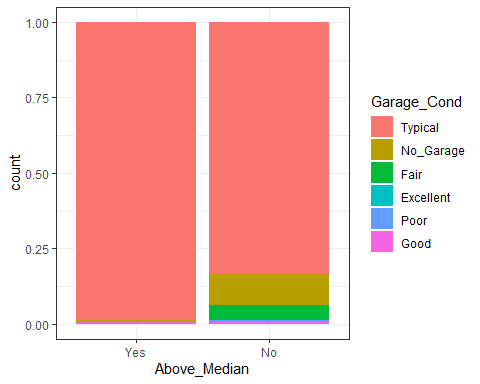 1.00
0.75
0.50
0.25
0.00
count
Yes
No
Above_Median
Garage_Cond
Typical
No_Garage
Fair
Excellent
Poor
Good